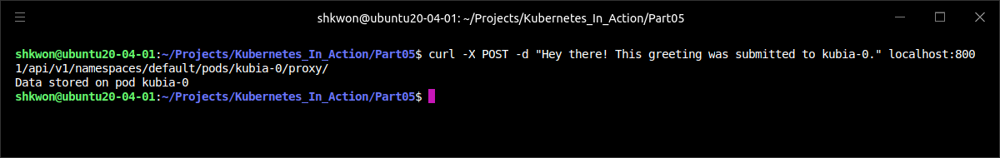 shkwon@ubuntu20-04-01: ~/Projects/Kubernetes_In_Action/Part05
shkwon@ubuntu20-04-01:~/Projects/Kubernetes_In_Action/Part05$ curl -X POST -d "Hey there! This greeting was submitted to kubia-0." localhost:800
1/api/v1/namespaces/default/pods/kubia-0/proxy/
Data stored on pod kubia-0
shkwon@ubuntu20-04-01:~/Projects/Kubernetes_In_Action/Part05$